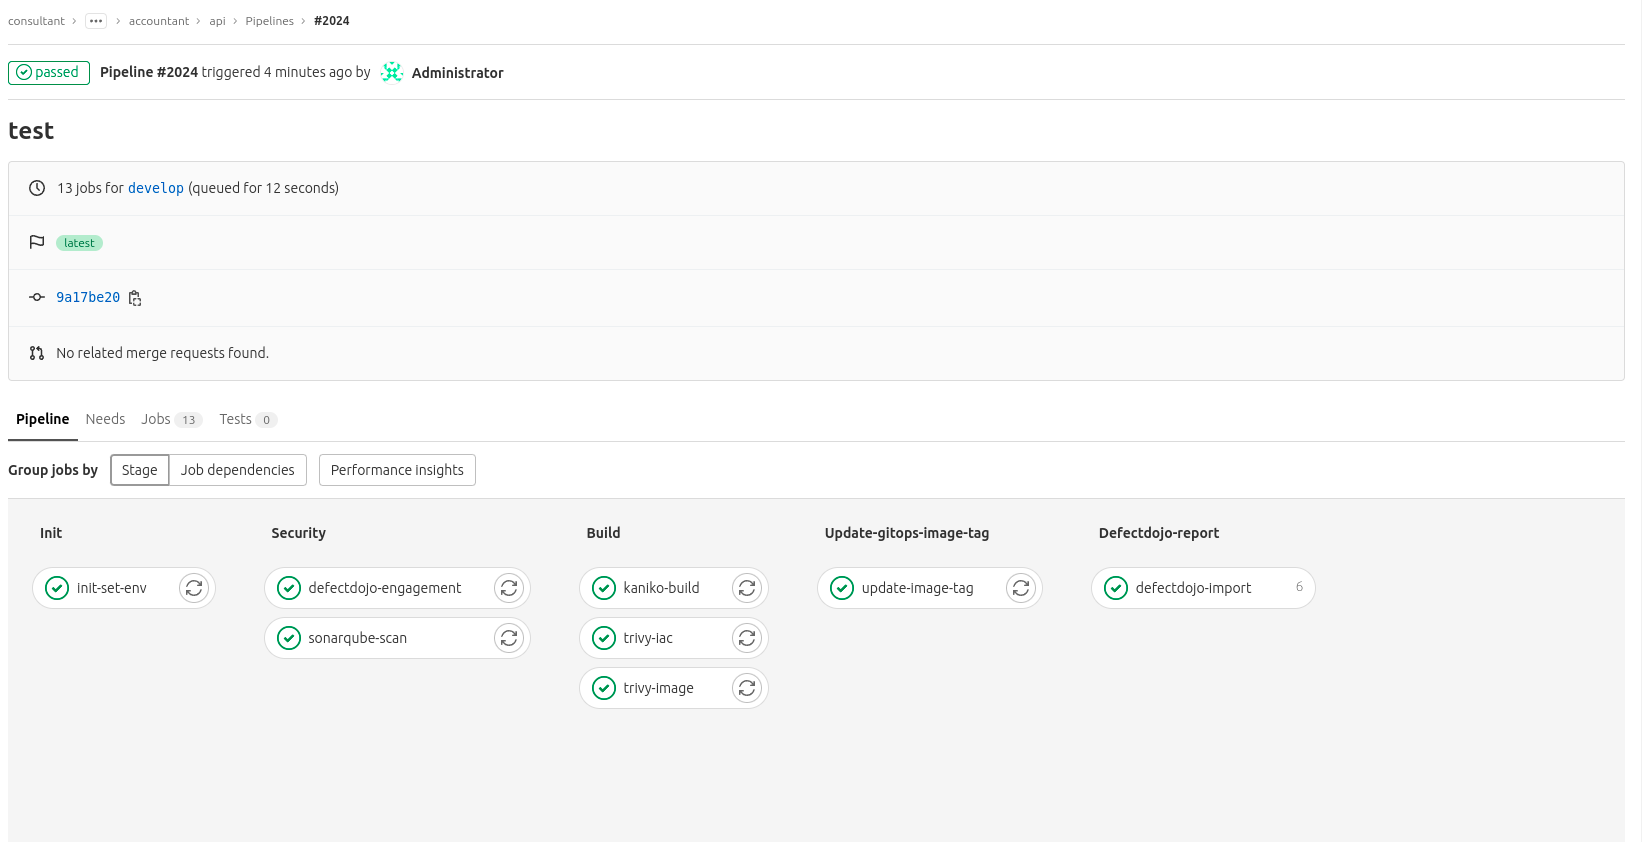 consultant > ... > accountant > api > Pipelines > #2024
passed Pipeline #2024 triggered 4 minutes ago by Administrator
test
13 jobs for develop (queued for 12 seconds)
latest
9a17be20
No related merge requests found.
Pipeline Needs Jobs 13 Tests 0
Group jobs by Stage Job dependencies Performance insights
Init Security Build Update-gitops-image-tag Defectdojo-report
init-set-env defectdojo-engagement kaniko-build update-image-tag defectdojo-import 6
sonarqube-scan trivy-iac
trivy-image